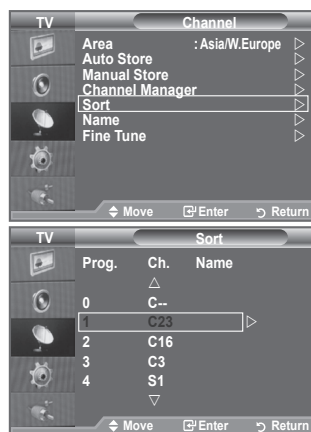 TV Channel
Area : Asia/W.Europe
Auto Store
Manual Store
Channel Manager
Sort
Name
Fine Tune
Move Enter Return
TV Sort
Prog. Ch. Name
0 C--
1 C23
2 C16
3 C3
4 S1
Move Enter Return